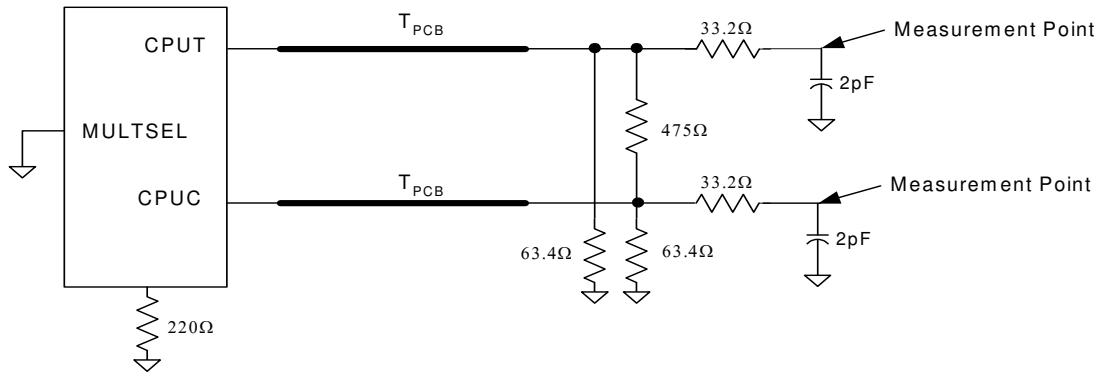 CPUT
T_PCB
33.2Ω
Measurement Point
2pF
MULTSEL
475Ω
CPUC
T_PCB
33.2Ω
Measurement Point
2pF
63.4Ω
63.4Ω
220Ω